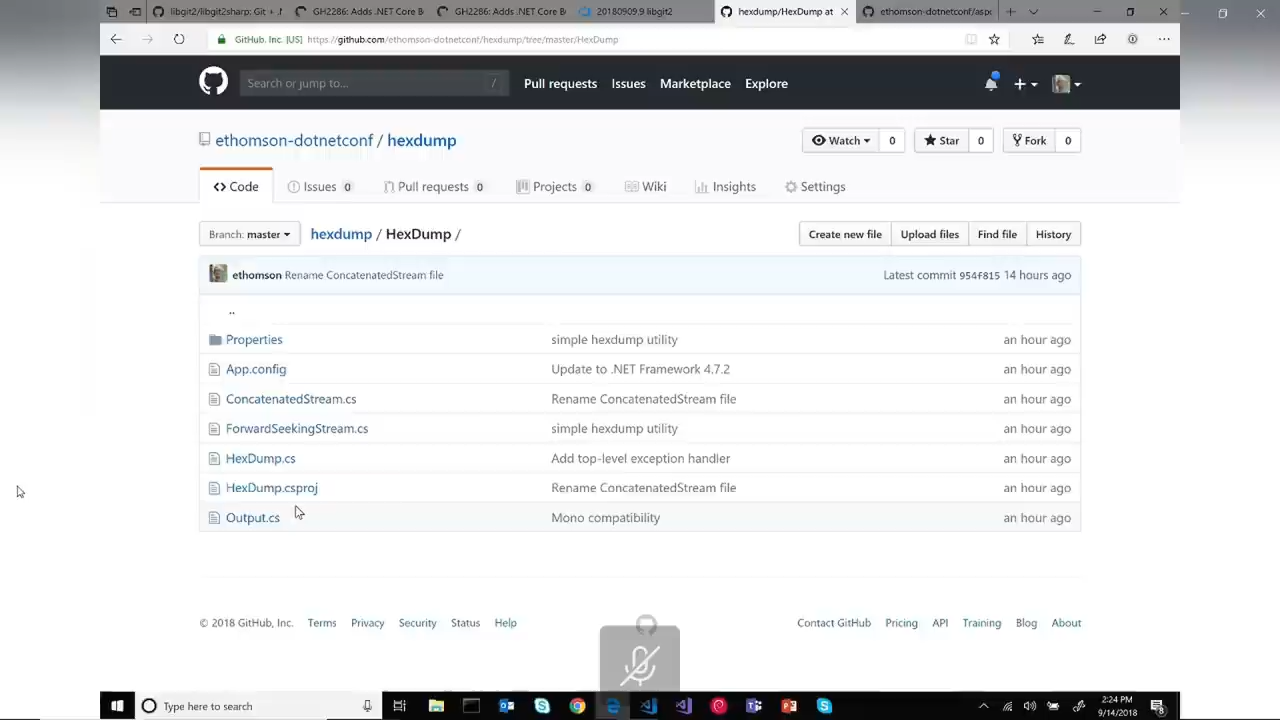 libgit2/libgit2sharp: Git + .
GH2286: Adds .NET Core B
GH2286: Adds .NET Core B
20180909.9 libgit2
hexdump/HexDump at
ethomson-dotnetconf/asp
GitHub, Inc. [US] https://github.com/ethomson-dotnetconf/hexdump/tree/master/HexDump
Search or jump to... /
Pull requests Issues Marketplace Explore
ethomson-dotnetconf / hexdump
Watch 0 Star 0 Fork 0
Code Issues 0 Pull requests 0 Projects 0 Wiki Insights Settings
Branch: master hexdump / HexDump /
Create new file Upload files Find file History
ethomson Rename ConcatenatedStream file Latest commit 954f815 14 hours ago
..
Properties simple hexdump utility an hour ago
App.config Update to .NET Framework 4.7.2 an hour ago
ConcatenatedStream.cs Rename ConcatenatedStream file an hour ago
ForwardSeekingStream.cs simple hexdump utility an hour ago
HexDump.cs Add top-level exception handler an hour ago
HexDump.csproj Rename ConcatenatedStream file an hour ago
Output.cs Mono compatibility an hour ago
© 2018 GitHub, Inc. Terms Privacy Security Status Help
Contact GitHub Pricing API Training Blog About
Type here to search
2:24 PM
9/14/2018